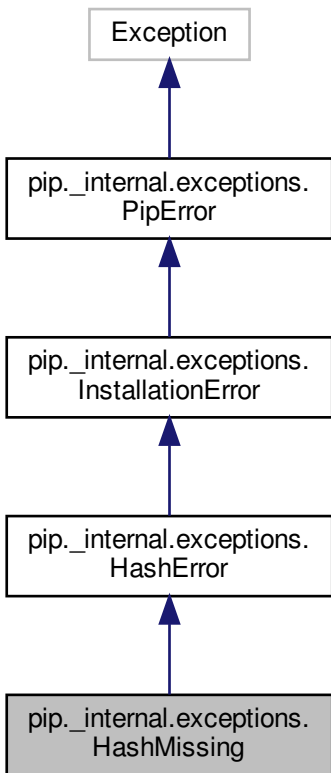 Exception
pip._internal.exceptions.
PipError
pip._internal.exceptions.
InstallationError
pip._internal.exceptions.
HashError
pip._internal.exceptions.
HashMissing